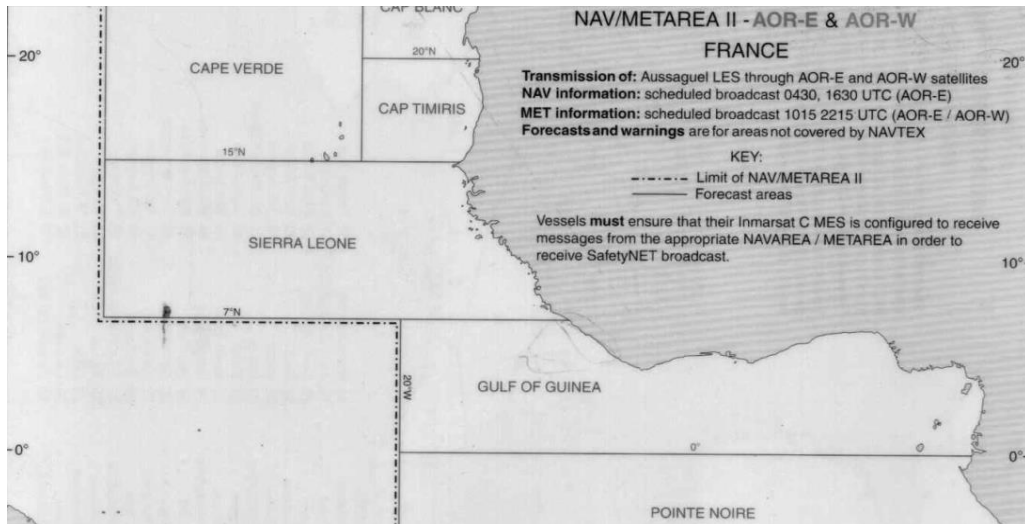 CAP BLANC
NAV/METAREA II - AOR-E & AOR-W
FRANCE
20°
20°N
20°
CAPE VERDE
Transmission of: Aussaguel LES through AOR-E and AOR-W satellites
NAV information: scheduled broadcast 0430, 1630 UTC (AOR-E)
CAP TIMIRIS
MET information: scheduled broadcast 1015 2215 UTC (AOR-E / AOR-W)
Forecasts and warnings are for areas not covered by NAVTEX
15°N
KEY:
Limit of NAV/METAREA II
Forecast areas
Vessels must ensure that their Inmarsat C MES is configured to receive
messages from the appropriate NAVAREA / METAREA in order to
receive SafetyNET broadcast.
SIERRA LEONE
10°
10°
7°N
20°W
GULF OF GUINEA
0°
0°
0°
POINTE NOIRE